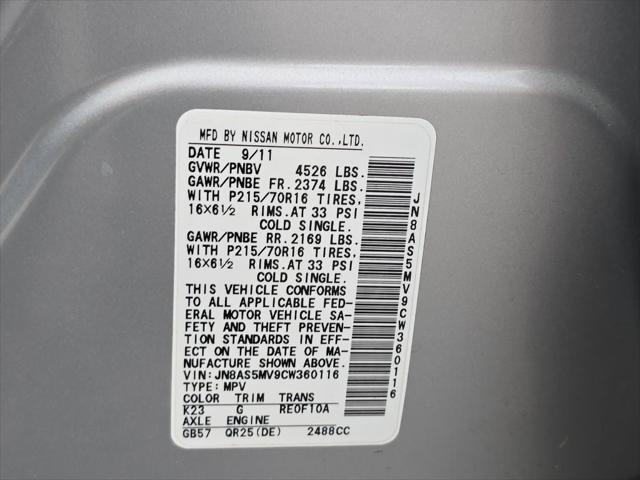 MFD BY NISSAN MOTOR CO.,LTD.
DATE 9/11
GVWR/PNBV 4526 LBS.
GAWR/PNBE FR. 2374 LBS.
WITH P215/70R16 TIRES,
16X6½ RIMS.AT 33 PSI
COLD SINGLE.
GAWR/PNBE RR. 2169 LBS.
WITH P215/70R16 TIRES,
16X6½ RIMS.AT 33 PSI
COLD SINGLE.
THIS VEHICLE CONFORMS
TO ALL APPLICABLE FED-
ERAL MOTOR VEHICLE SA-
FETY AND THEFT PREVEN-
TION STANDARDS IN EFF-
ECT ON THE DATE OF MA-
NUFACTURE SHOWN ABOVE.
VIN:JN8AS5MV9CW360116
TYPE:MPV
COLOR TRIM TRANS
K23 G RE0F10A
AXLE ENGINE
GB57 QR25(DE) 2488CC
JN8AS5MV9CW360116